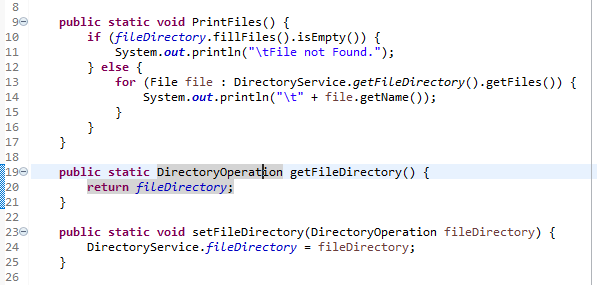 8
9    public static void PrintFiles() {
10        if (fileDirectory.fillFiles().isEmpty()) {
11            System.out.println("\tFile not Found.");
12        } else {
13            for (File file : DirectoryService.getFileDirectory().getFiles()) {
14                System.out.println("\t" + file.getName());
15            }
16        }
17    }
18
19    public static DirectoryOperation getFileDirectory() {
20        return fileDirectory;
21    }
22
23    public static void setFileDirectory(DirectoryOperation fileDirectory) {
24        DirectoryService.fileDirectory = fileDirectory;
25    }
26